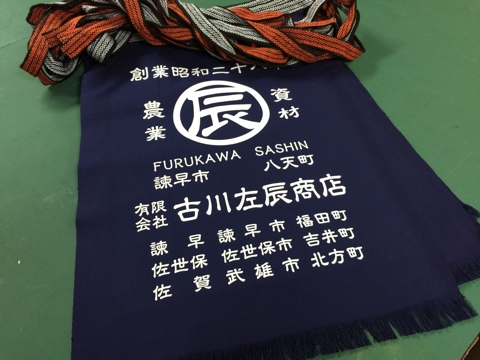 創業昭和二十八年
農業 辰 資材
FURUKAWA SASHIN
諫早市 八天町
有限会社 古川左辰商店
諫早 諫早市 福田町
佐世保 佐世保市 吉井町
佐賀 武雄市 北方町